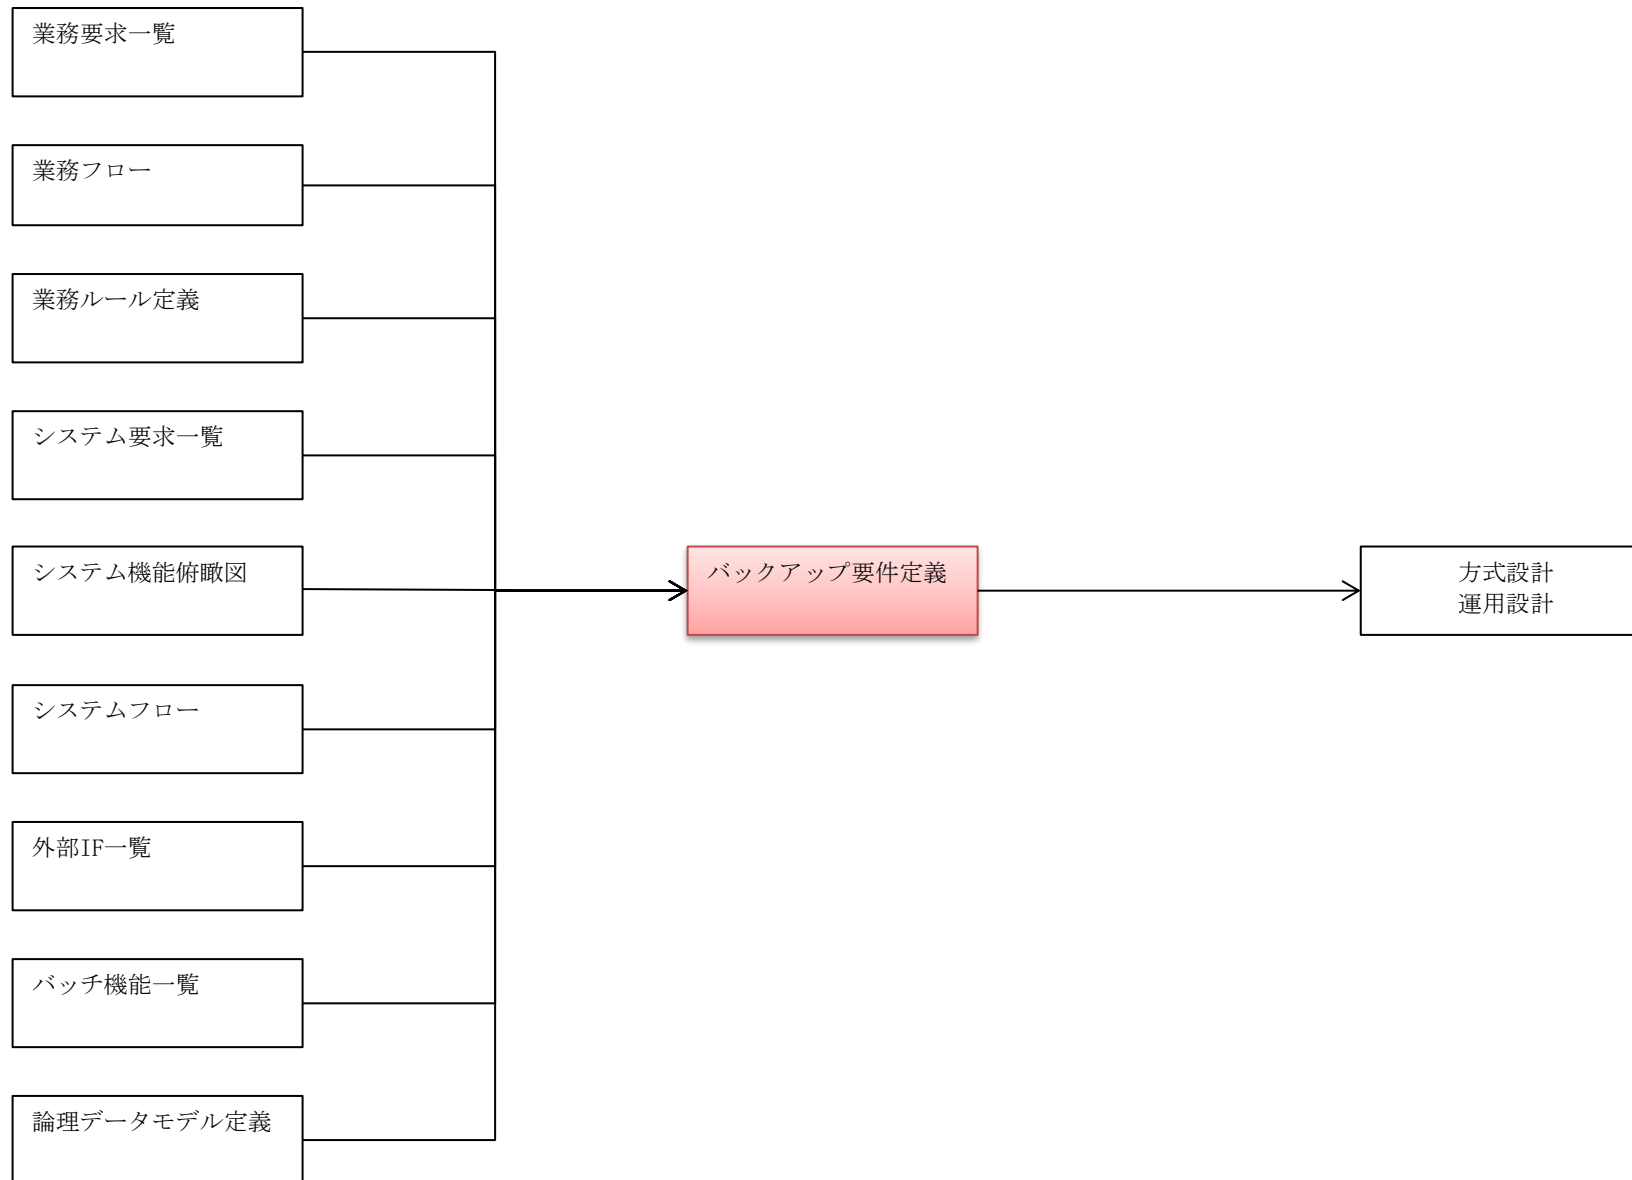 業務要求一覧
業務フロー
業務ルール定義
システム要求一覧
システム機能俯瞰図
システムフロー
外部IF一覧
バッチ機能一覧
論理データモデル定義
バックアップ要件定義
方式設計
運用設計